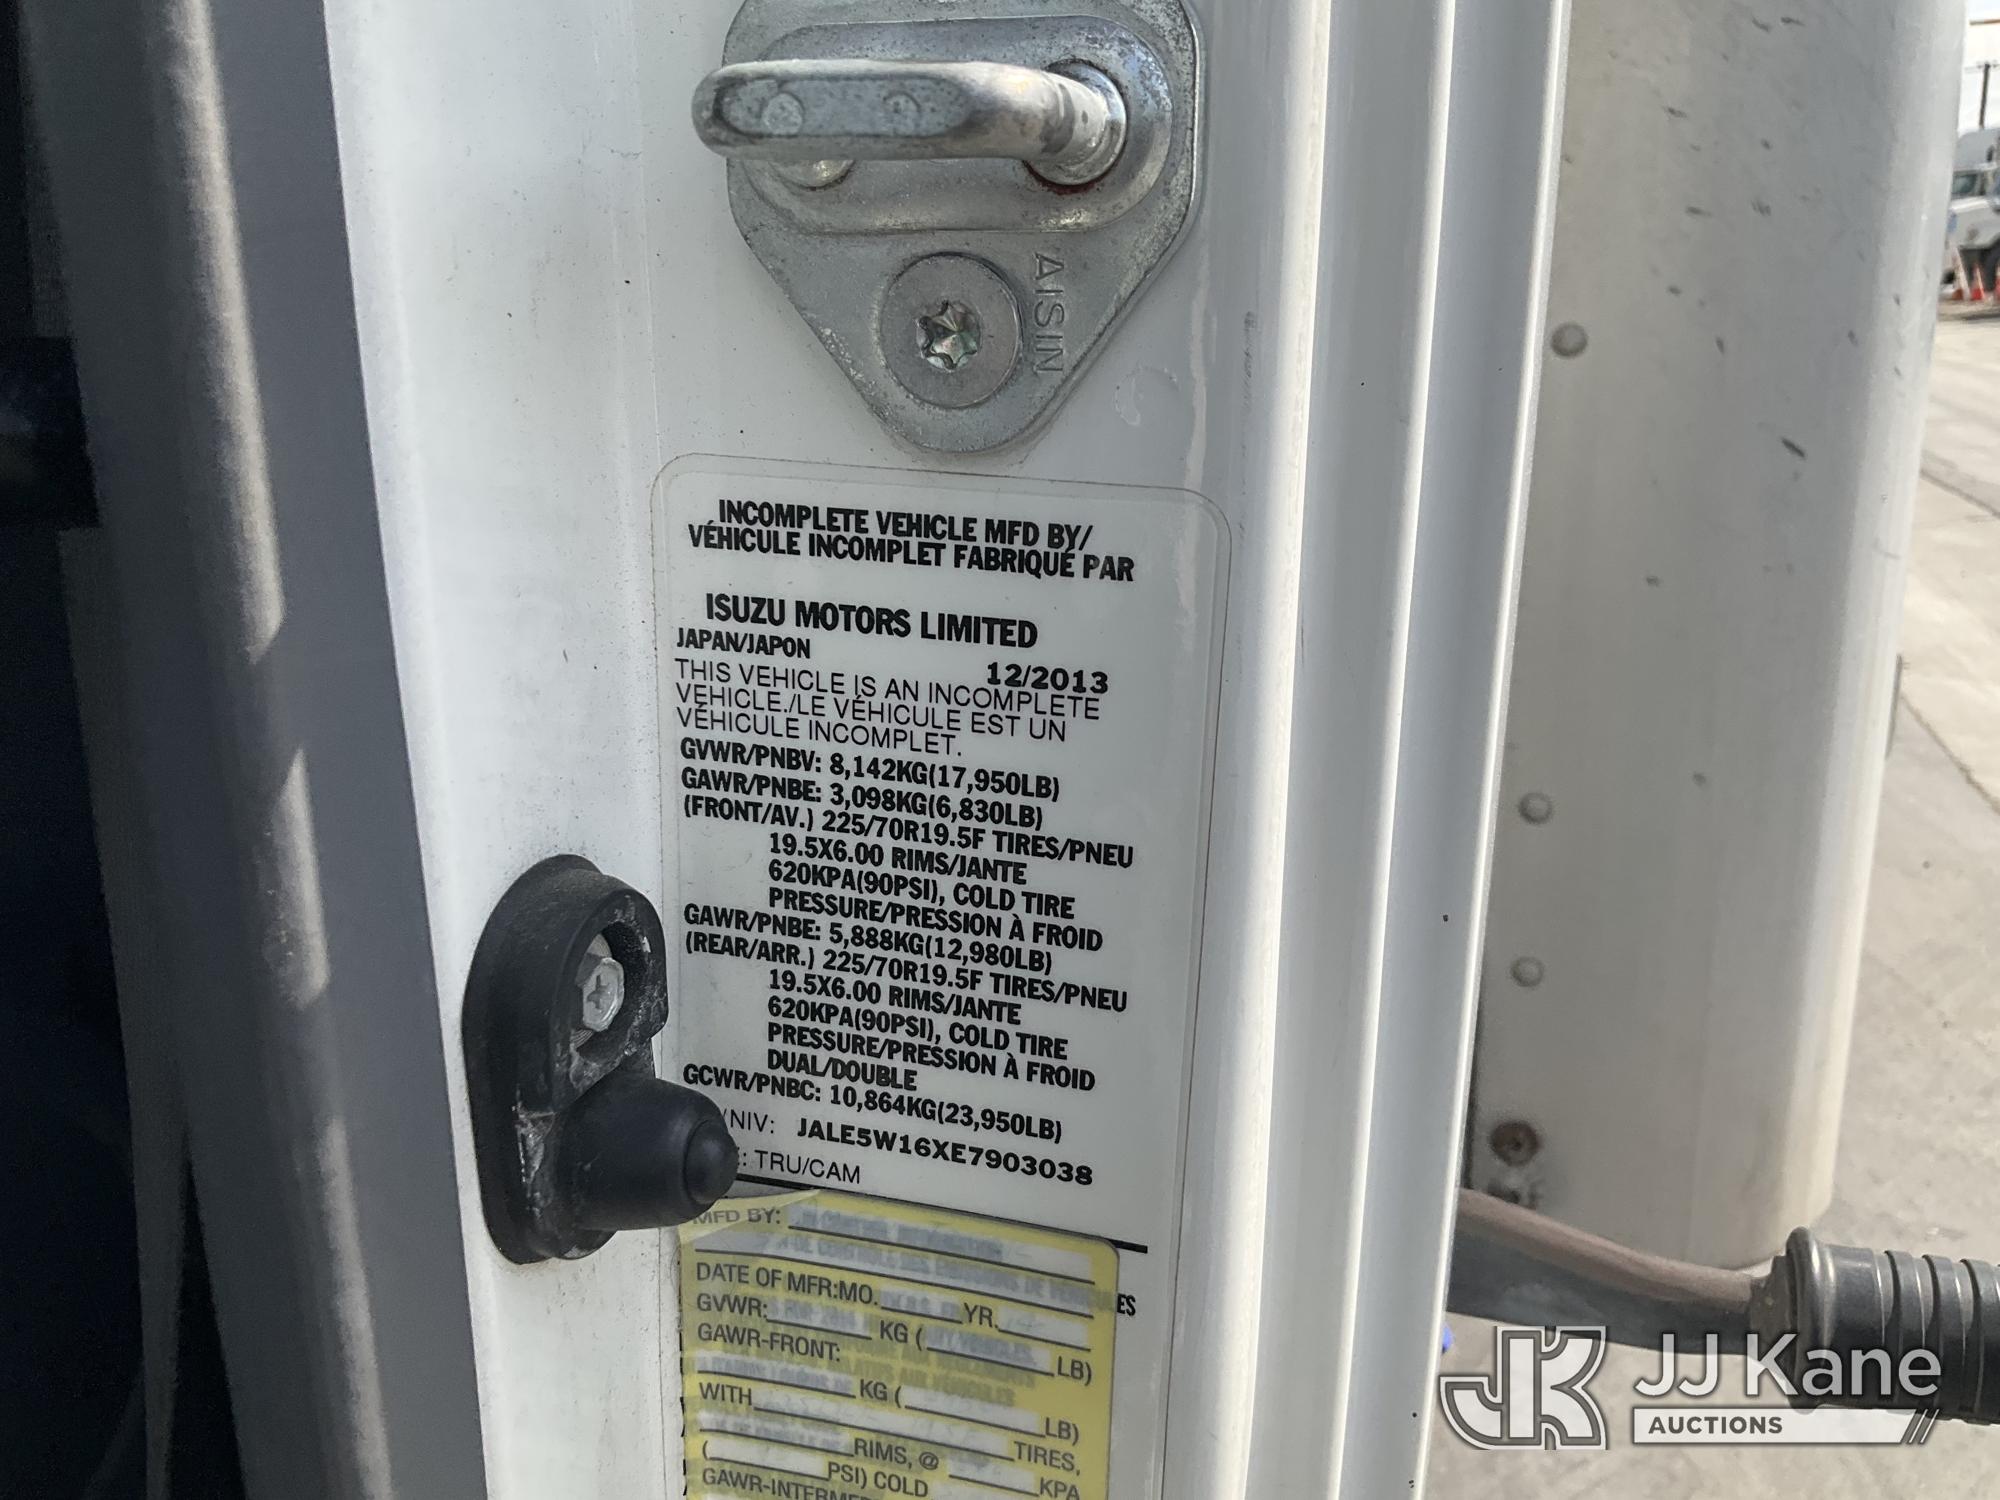 AISIN
INCOMPLETE VEHICLE MFD BY/
VÉHICULE INCOMPLET FABRIQUÉ PAR
ISUZU MOTORS LIMITED
JAPAN/JAPON
12/2013
THIS VEHICLE IS AN INCOMPLETE
VEHICLE./LE VÉHICULE EST UN
VÉHICULE INCOMPLET.
GVWR/PNBV: 8,142KG(17,950LB)
GAWR/PNBE: 3,098KG(6,830LB)
(FRONT/AV.) 225/70R19.5F TIRES/PNEU
19.5X6.00 RIMS/JANTE
620KPA(90PSI), COLD TIRE
PRESSURE/PRESSION À FROID
GAWR/PNBE: 5,888KG(12,980LB)
(REAR/ARR.) 225/70R19.5F TIRES/PNEU
19.5X6.00 RIMS/JANTE
620KPA(90PSI), COLD TIRE
PRESSURE/PRESSION À FROID
DUAL/DOUBLE
GCWR/PNBC: 10,864KG(23,950LB)
/NIV: JALE5W16XE7903038
: TRU/CAM
MFD BY:
DATE OF MFR:MO. YR.
GVWR: KG ( LB)
GAWR-FRONT:
KG ( LB)
WITH TIRES,
RIMS, @ KPA
( PSI) COLD
JK JJ Kane
AUCTIONS